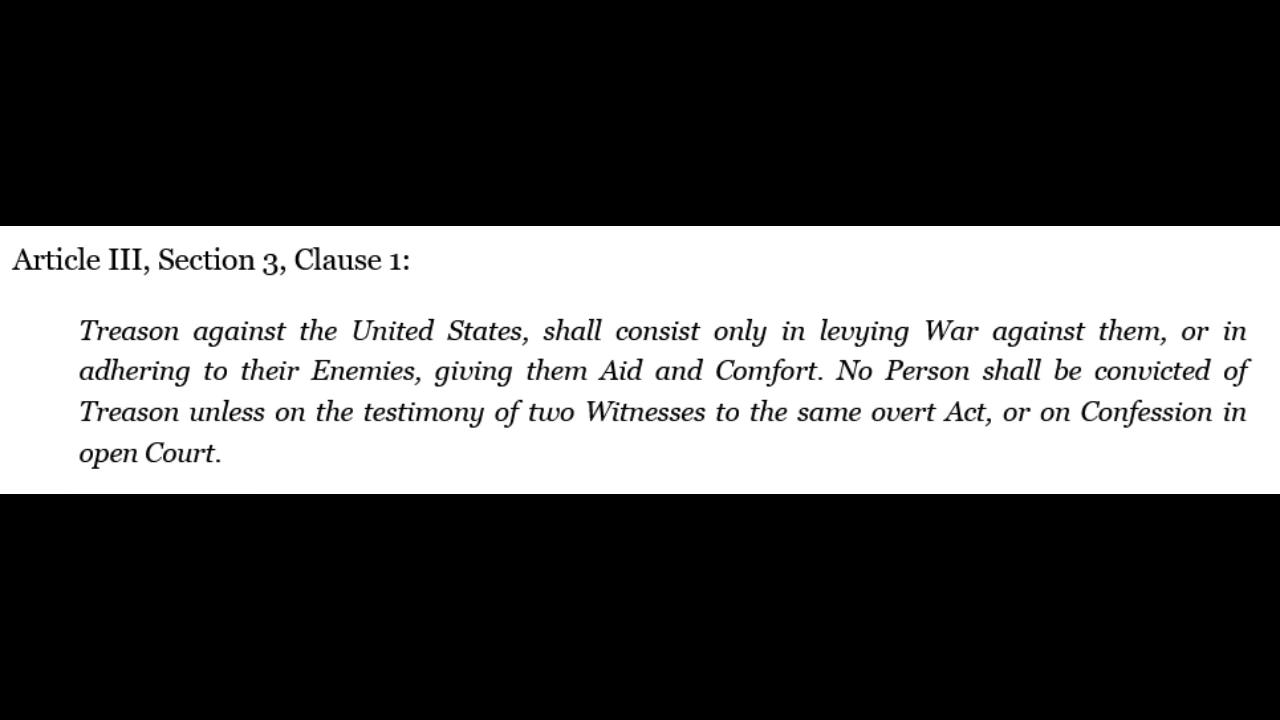 Article III, Section 3, Clause 1:
Treason against the United States, shall consist only in levying War against them, or in
adhering to their Enemies, giving them Aid and Comfort. No Person shall be convicted of
Treason unless on the testimony of two Witnesses to the same overt Act, or on Confession in
open Court.